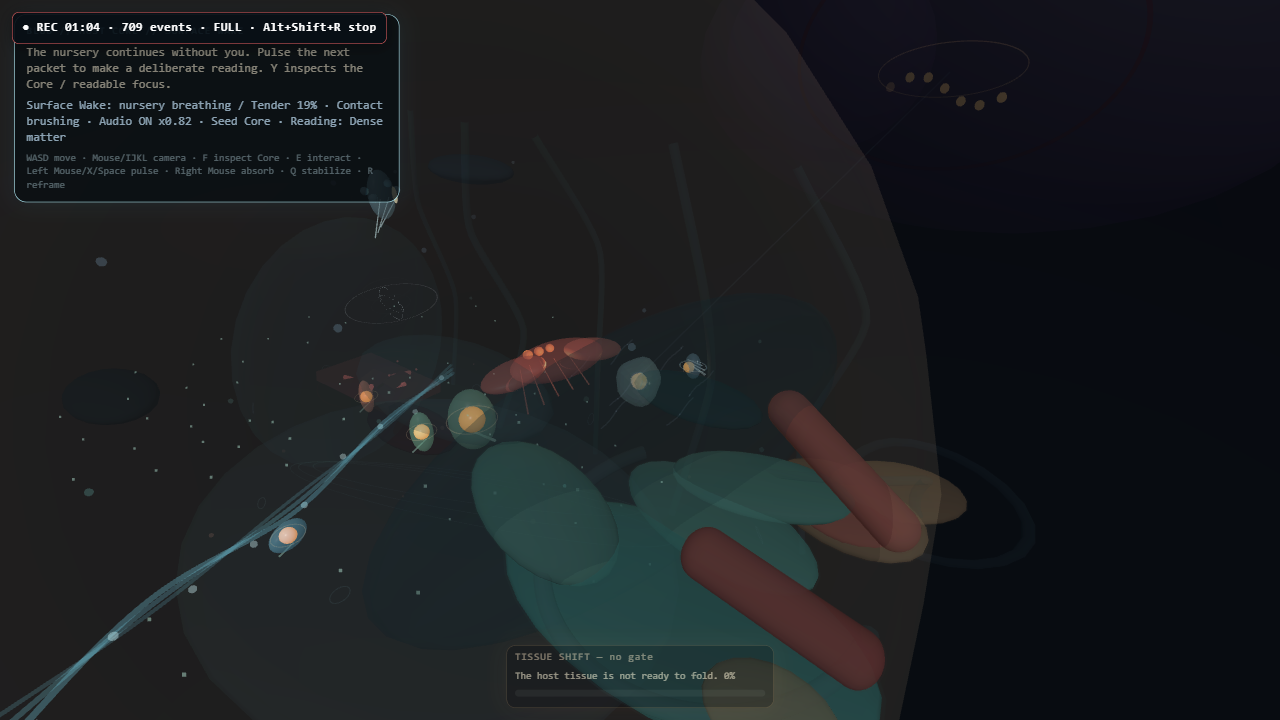 ● REC 01:04 · 709 events · FULL · Alt+Shift+R stop
The nursery continues without you. Pulse the next
packet to make a deliberate reading. Y inspects the
Core / readable focus.
Surface Wake: nursery breathing / Tender 19% · Contact
brushing · Audio ON x0.82 · Seed Core · Reading: Dense
matter
WASD move · Mouse/IJKL camera · F inspect Core · E interact ·
Left Mouse/X/Space pulse · Right Mouse absorb · Q stabilize · R
reframe
TISSUE SHIFT — no gate
The host tissue is not ready to fold. 0%